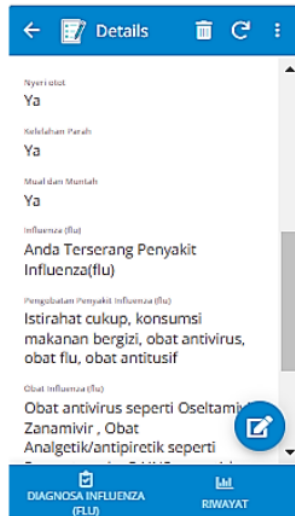 Details
Nyeri otot
Ya
Kelelahan Parah
Ya
Mual dan Muntah
Ya
Influenza (flu)
Anda Terserang Penyakit
Influenza(flu)
Pengobatan Penyakit Influenza (flu)
Istirahat cukup, konsumsi
makanan bergizi, obat antivirus,
obat flu, obat antitusif
Obat Influenza (flu)
Obat antivirus seperti
Zanamivir , Obat
Analgetik/antipiretik seperti
DIAGNOSA INFLUENZA
(FLU)
RIWAYAT